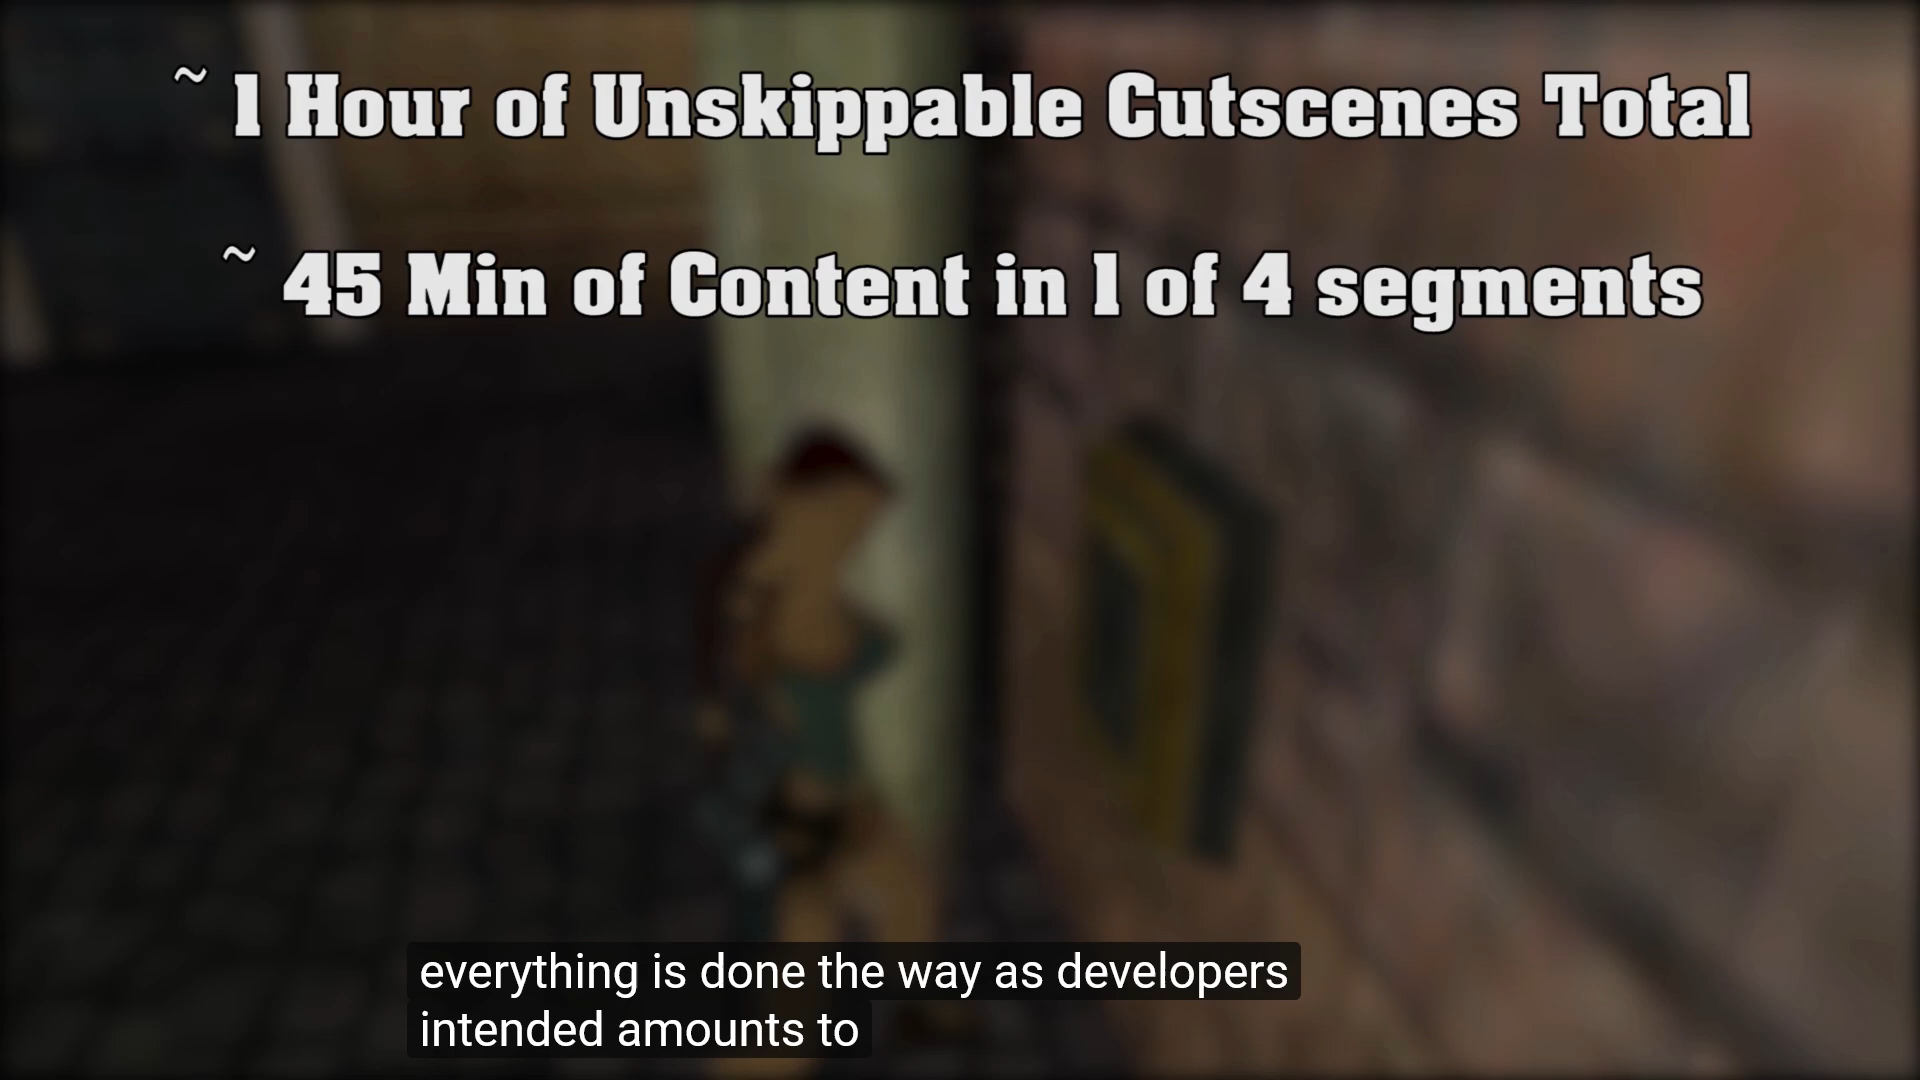 ~ 1 Hour of Unskippable Cutscenes Total
~ 45 Min of Content in 1 of 4 segments
everything is done the way as developers
intended amounts to